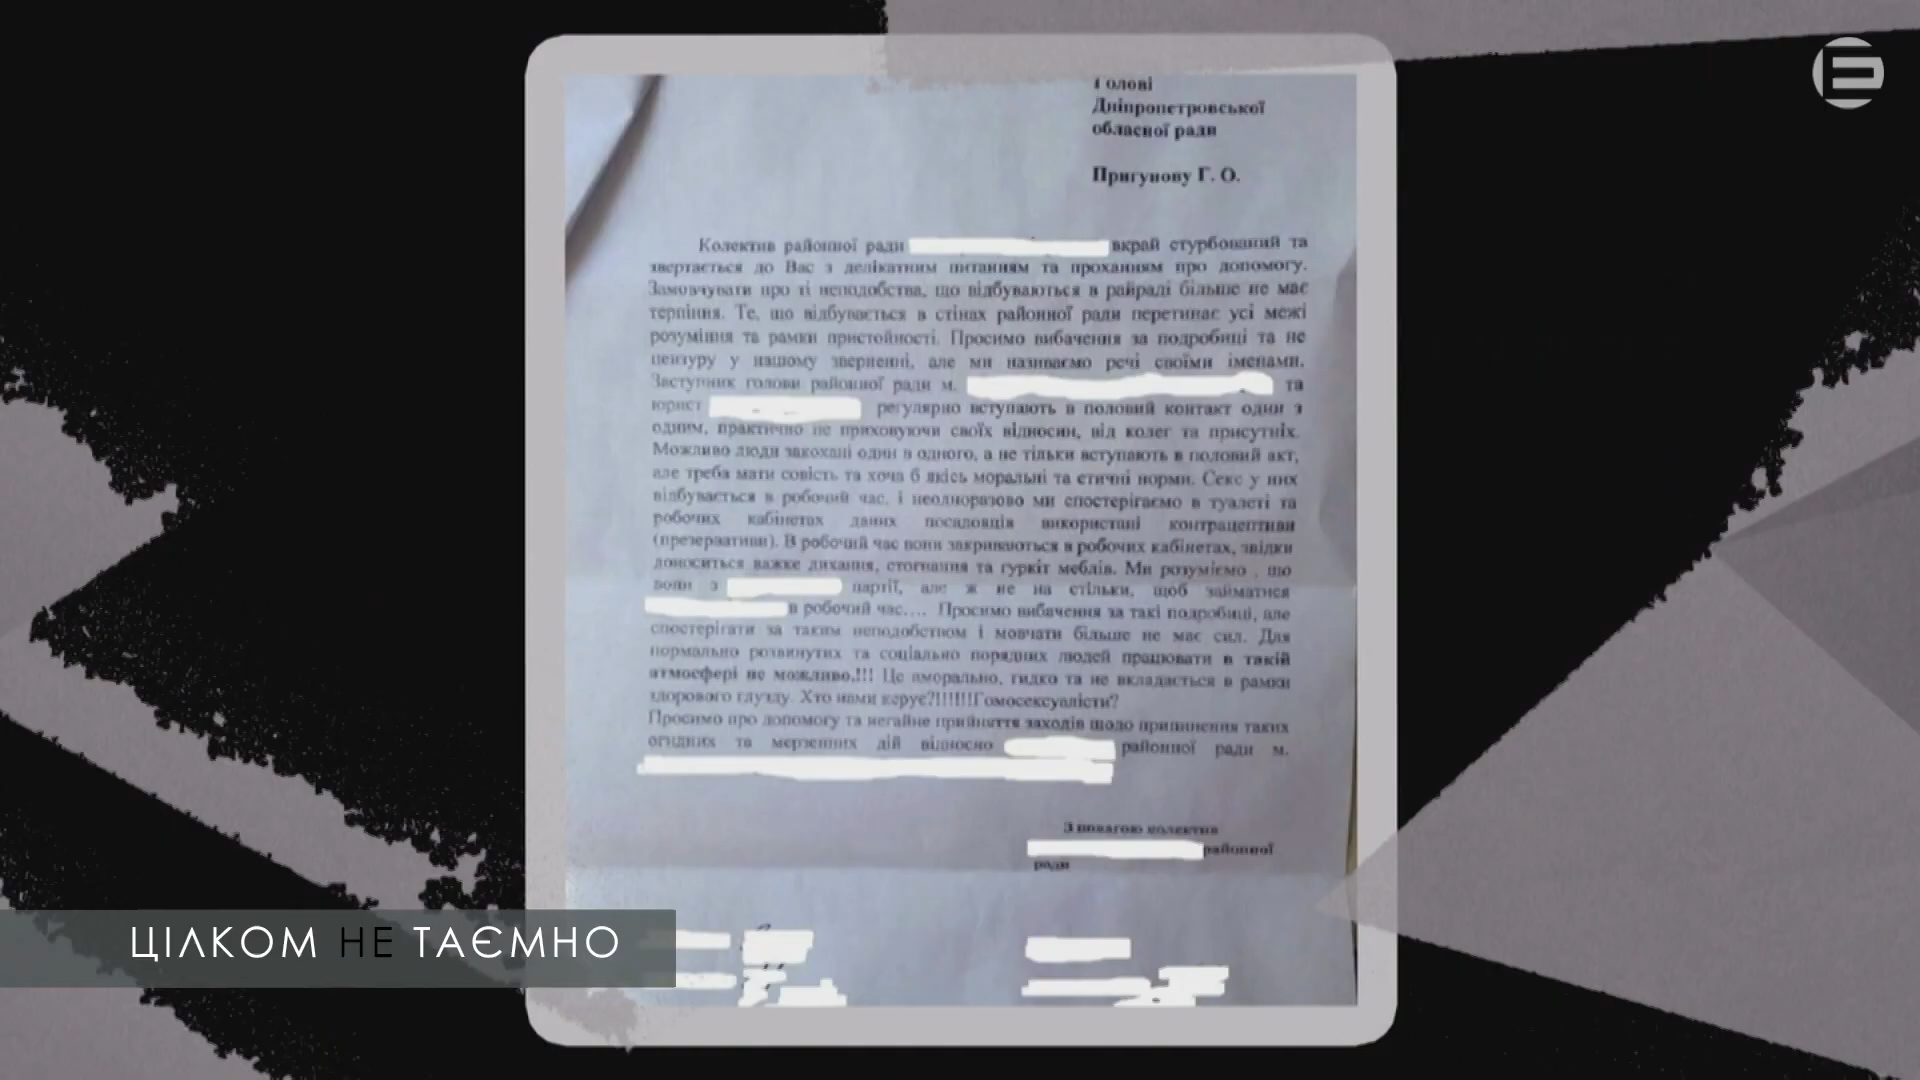 Голові
Дніпропетровської
обласної ради
Пригунову Г. О.
Колектив районної ради вкрай стурбований та
звертається до Вас з делікатним питанням та проханням про допомогу.
Замовчувати про ті неподобства, що відбуваються в райраді більше не має
терпіння. Те, що відбувається в стінах районної ради перетинає усі межі
розуміння та рамки пристойності. Просимо вибачення за подробиці та не
цензуру у нашому зверненні, але ми називаємо речі своїми іменами.
Заступник голови районної ради м. та
юрист регулярно вступають в половий контакт один з
одним, практично не приховуючи своїх відносин, від колег та присутніх.
Можливо люди закохані один в одного, а не тільки вступають в половий акт,
але треба мати совість та хоча б якісь моральні та етичні норми. Секс у них
відбувається в робочий час, і неодноразово ми спостерігаємо в туалеті та
робочих кабінетах даних посадовців використані контрацептиви
(презервативи). В робочий час вони закриваються в робочих кабінетах, звідки
доноситься важке дихання, стогнання та гуркіт меблів. Ми розуміємо , що
вони з партії, але ж не на стільки, щоб займатися
в робочий час…. Просимо вибачення за такі подробиці, але
спостерігати за таким неподобством і мовчати більше не має сил. Для
нормально розвинутих та соціально порядних людей працювати в такій
атмосфері не можливо.!!! Це аморально, гидко та не вкладається в рамки
здорового глузду. Хто нами керує?!!!!!!Гомосексуалісти?
Просимо про допомогу та негайне прийняття заходів щодо припинення таких
огидних та мерзенних дій відносно районної ради м.
З повагою колектив
районної
ради
ЦІЛКОМ НЕ ТАЄМНО